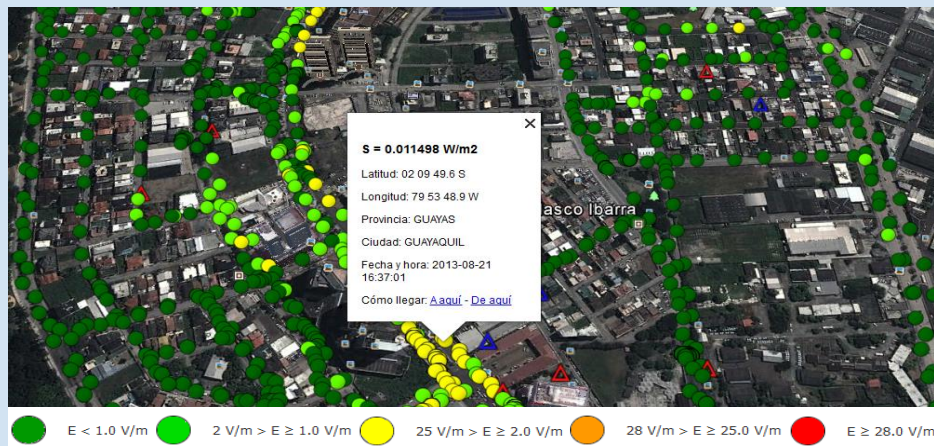 S = 0.011498 W/m2
Latitud: 02 09 49.6 S
Longitud: 79 53 48.9 W
Provincia: GUAYAS
Ciudad: GUAYAQUIL
Fecha y hora: 2013-08-21
16:37:01
Cómo llegar: A aquí - De aquí
asco Ibarra
E < 1.0 V/m
2 V/m > E ≥ 1.0 V/m
25 V/m > E ≥ 2.0 V/m
28 V/m > E ≥ 25.0 V/m
E ≥ 28.0 V/m